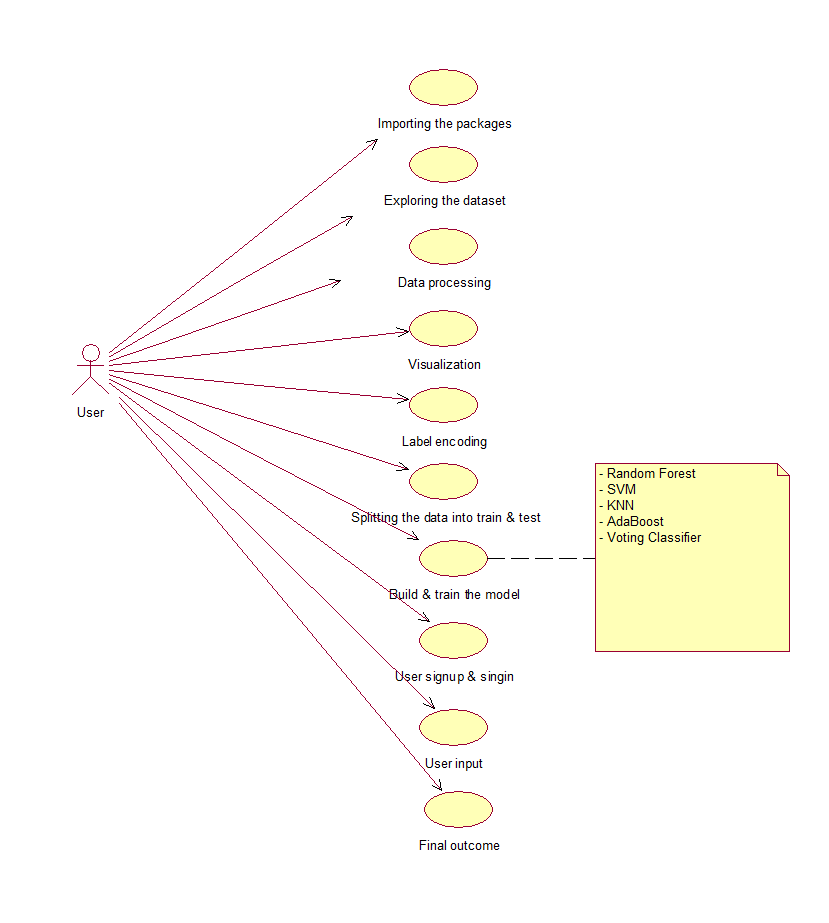 Importing the packages
Exploring the dataset
Data processing
Visualization
User
Label encoding
- Random Forest
- SVM
- KNN
- AdaBoost
- Voting Classifier
Splitting the data into train & test
Build & train the model
User signup & singin
User input
Final outcome